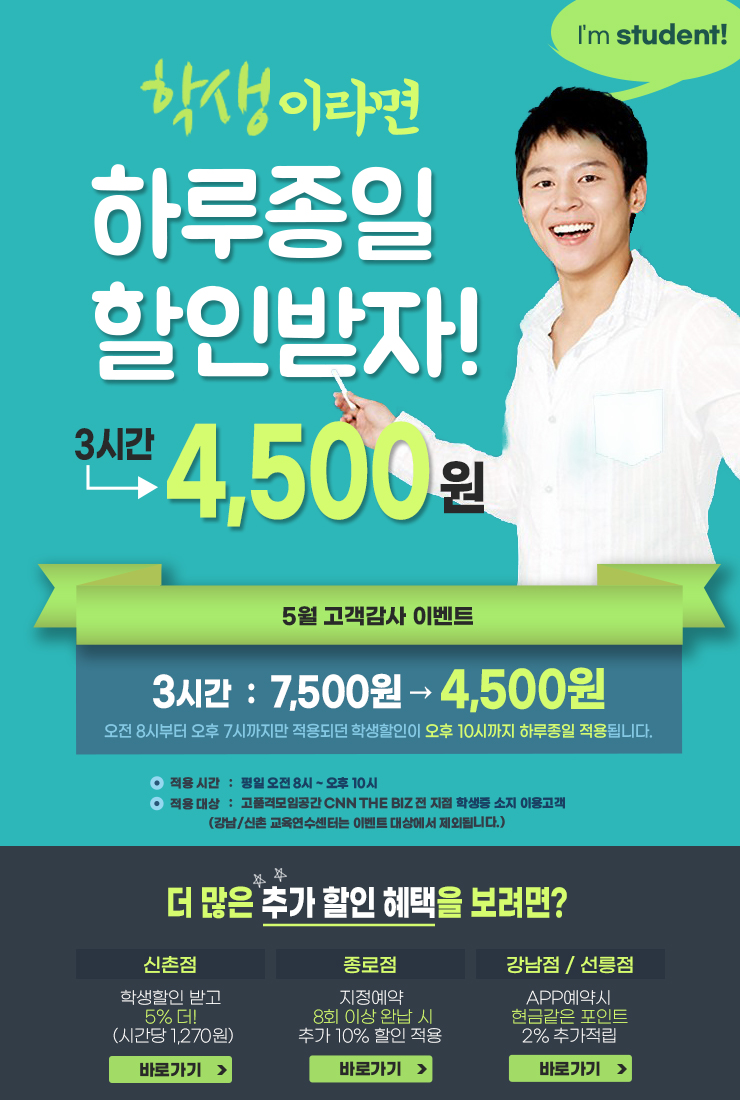 I'm student!
학생이라면
하루종일
할인받자!
3시간
4,500원
5월 고객감사 이벤트
3시간 : 7,500원 → 4,500원
오전 8시부터 오후 7시까지만 적용되던 학생할인이 오후 10시까지 하루종일 적용됩니다.
적용 시간 : 평일 오전 8시 ~ 오후 10시
적용 대상 : 고품격모임공간 CNN THE BIZ 전 지점 학생증 소지 이용고객
(강남/신촌 교육연수센터는 이벤트 대상에서 제외됩니다.)
더 많은 추가 할인 혜택을 보려면?
신촌점
학생할인 받고
5% 더!
(시간당 1,270원)
바로가기 >
종로점
지정예약
8회 이상 완납 시
추가 10% 할인 적용
바로가기 >
강남점 / 선릉점
APP예약시
현금같은 포인트
2% 추가적립
바로가기 >